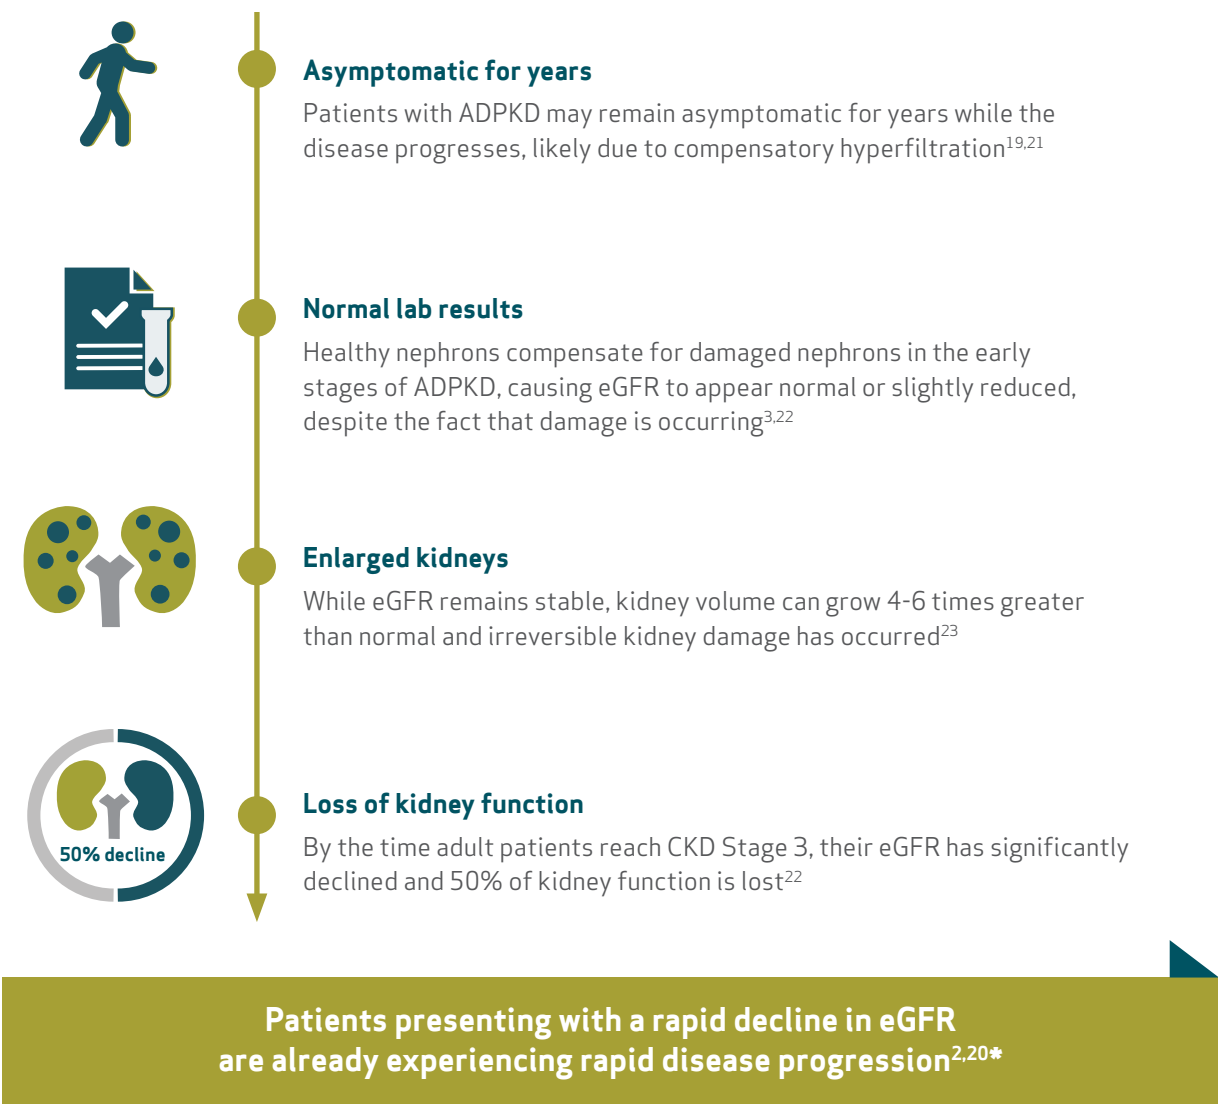 Asymptomatic for years
Patients with ADPKD may remain asymptomatic for years while the
disease progresses, likely due to compensatory hyperfiltration19,21
Normal lab results
Healthy nephrons compensate for damaged nephrons in the early
stages of ADPKD, causing eGFR to appear normal or slightly reduced,
despite the fact that damage is occurring3,22
Enlarged kidneys
While eGFR remains stable, kidney volume can grow 4-6 times greater
than normal and irreversible kidney damage has occurred23
50% decline
Loss of kidney function
By the time adult patients reach CKD Stage 3, their eGFR has significantly
declined and 50% of kidney function is lost22
Patients presenting with a rapid decline in eGFR
are already experiencing rapid disease progression2,20*